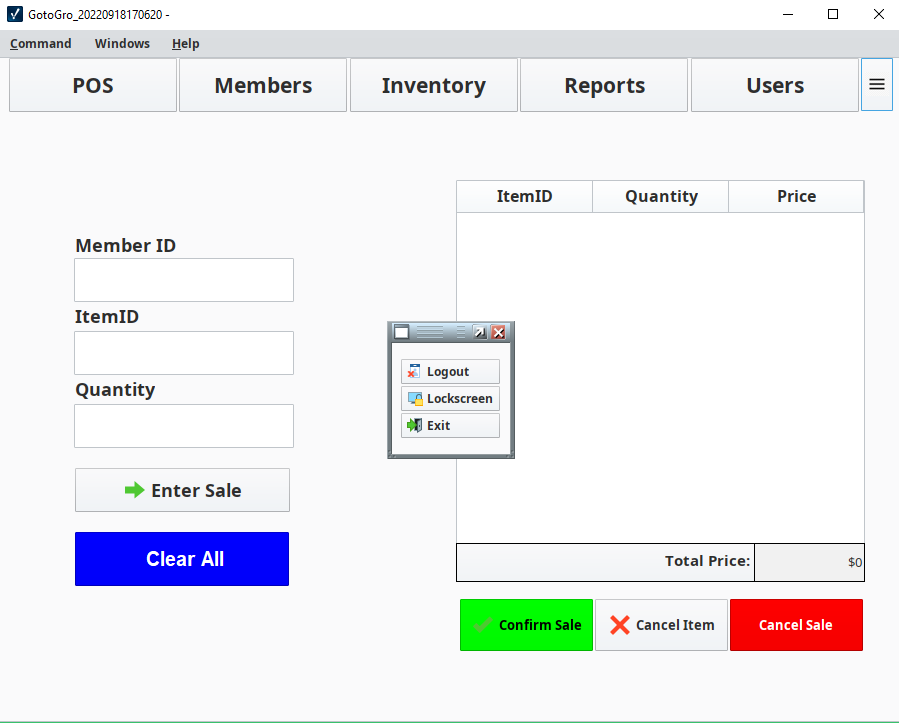 GotoGro_20220918170620 -
Command Windows Help
POS Members Inventory Reports Users
ItemID Quantity Price
Member ID
ItemID
Quantity
Logout
Lockscreen
Exit
Enter Sale
Clear All
Total Price: $0
Confirm Sale Cancel Item Cancel Sale